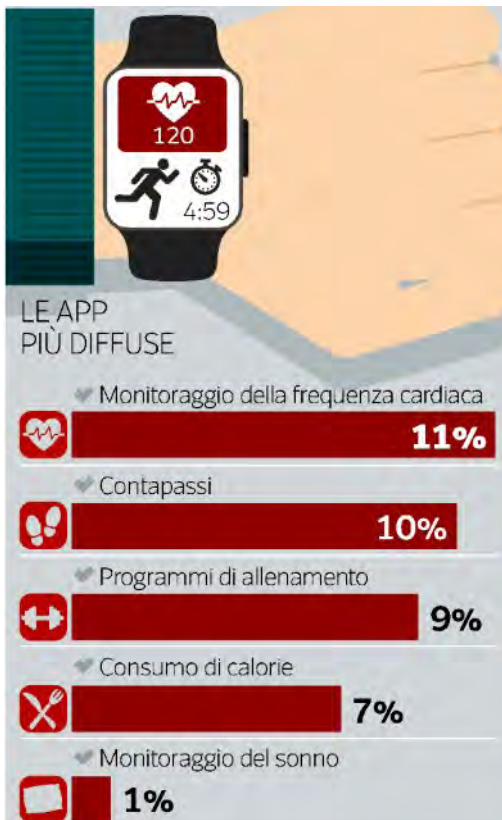 120
4:59
LE APP
PIÙ DIFFUSE
Monitoraggio della frequenza cardiaca
11%
Contapassi
10%
Programmi di allenamento
9%
Consumo di calorie
7%
Monitoraggio del sonno
1%